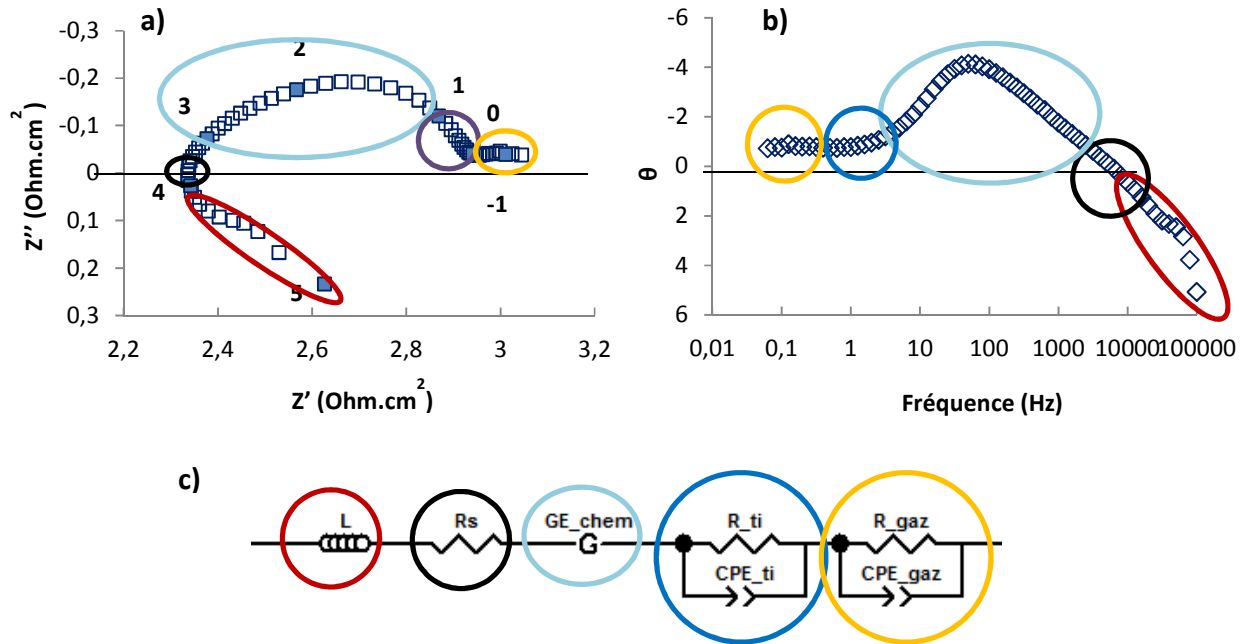 a)
-0,3
-0,2
-0,1
0
0,1
0,2
0,3
Z'' (Ohm.cm²)
2
3
1
0
4
-1
5
2,2 2,4 2,6 2,8 3 3,2
Z' (Ohm.cm²)
b)
-6
-4
-2
0
2
4
6
θ
0,01 1 100 1000 10000 100000
Fréquence (Hz)
c)
L Rs GE_chem R_ti R_gaz
G
CPE_ti CPE_gaz